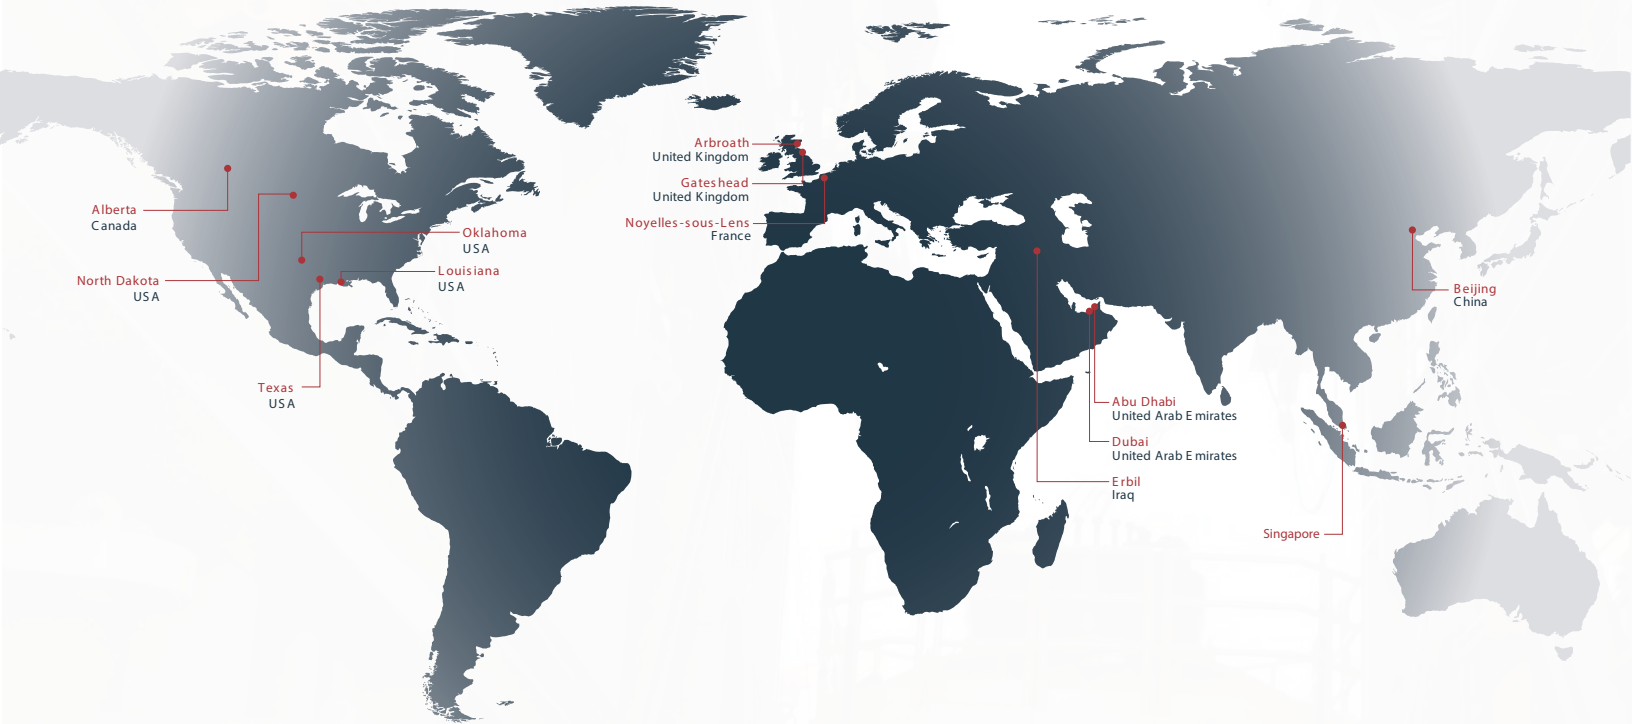 Arbroath
United Kingdom
Gateshead
United Kingdom
Noyelles-sous-Lens
France
Alberta
Canada
Oklahoma
USA
Louisiana
USA
North Dakota
USA
Texas
USA
Beijing
China
Abu Dhabi
United Arab Emirates
Dubai
United Arab Emirates
Erbil
Iraq
Singapore